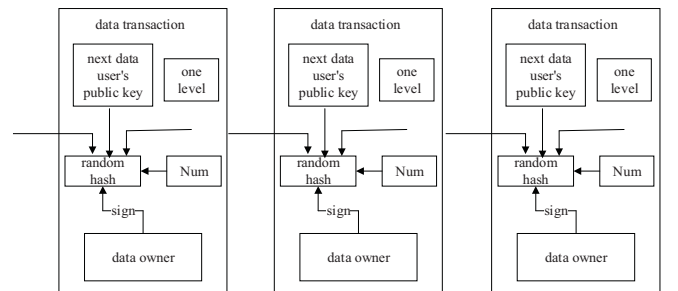 data transaction
next data
user's
public key
one
level
random
hash
Num
sign
data owner
data transaction
next data
user's
public key
one
level
random
hash
Num
sign
data owner
data transaction
next data
user's
public key
one
level
random
hash
Num
sign
data owner